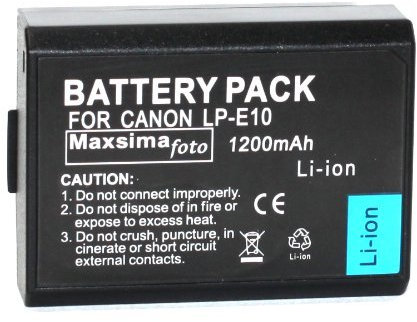 BATTERY PACK
FOR CANON LP-E10
Maxsima foto 1200mAh
Li-ion
CAUTION:
1. Do not connect improperly.
2. Do not dispose of in fire or
expose to excess heat.
3. Do not crush, puncture, in
cinerate or short circuit
external contacts.
CE
Li-ion
Li-ion